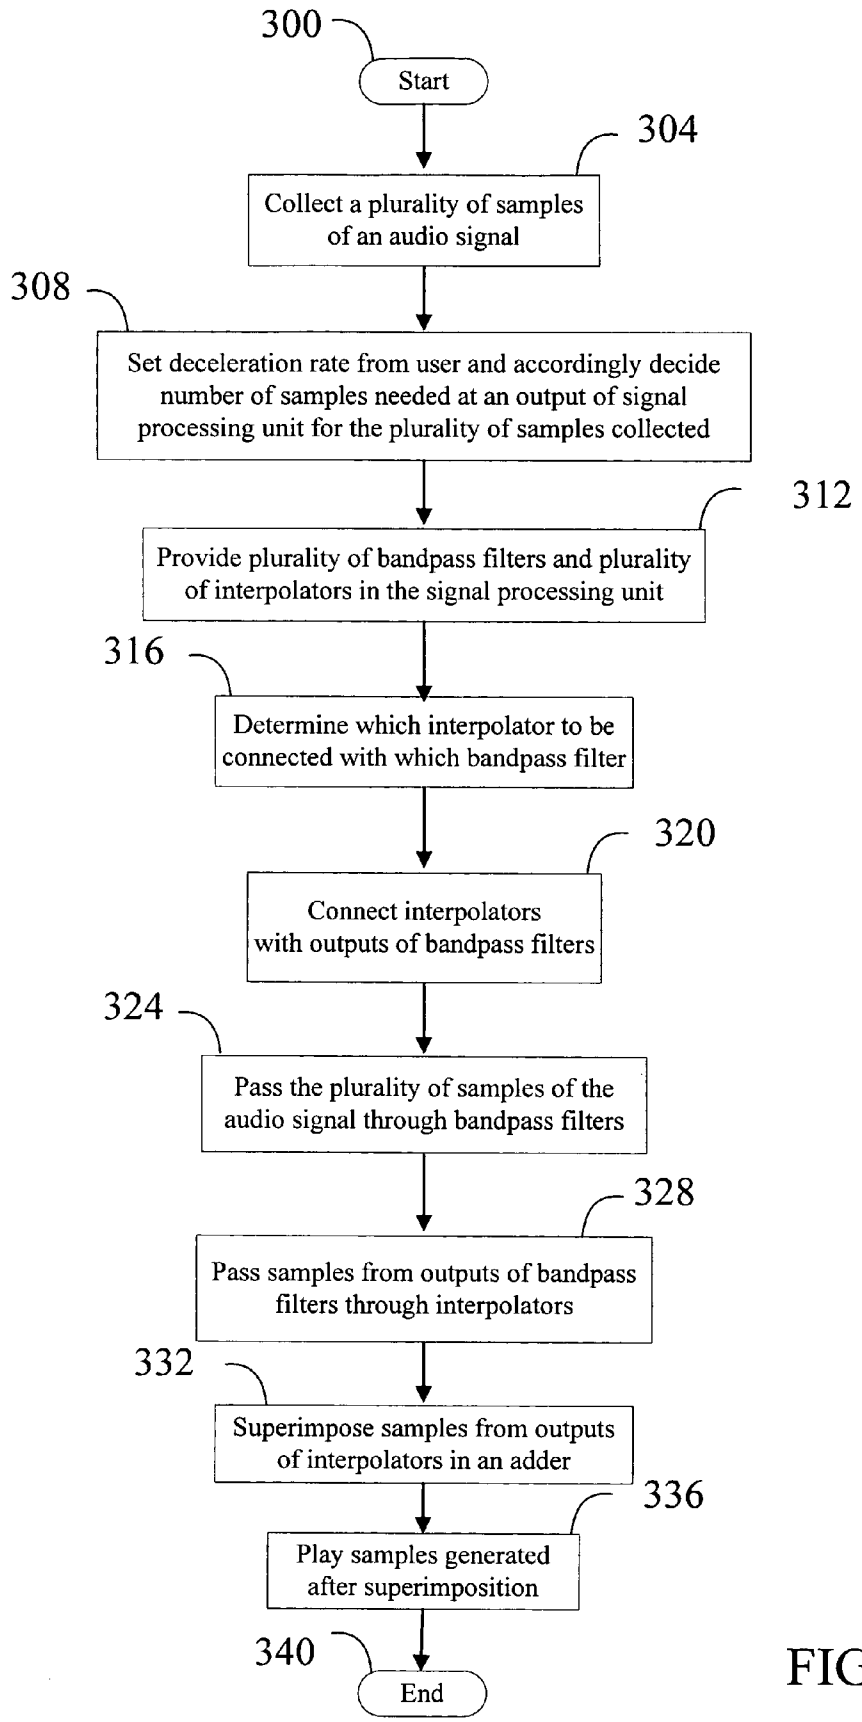 300
Start
304
Collect a plurality of samples
of an audio signal
308
Set deceleration rate from user and accordingly decide
number of samples needed at an output of signal
processing unit for the plurality of samples collected
312
Provide plurality of bandpass filters and plurality
of interpolators in the signal processing unit
316
Determine which interpolator to be
connected with which bandpass filter
320
Connect interpolators
with outputs of bandpass filters
324
Pass the plurality of samples of the
audio signal through bandpass filters
328
Pass samples from outputs of bandpass
filters through interpolators
332
Superimpose samples from outputs
of interpolators in an adder
336
Play samples generated
after superimposition
340
End
FIG